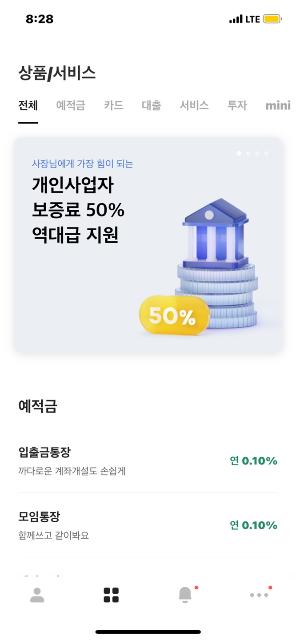 8:28
LTE
상품/서비스
전체 예적금 카드 대출 서비스 투자 mini
사장님에게 가장 힘이 되는
개인사업자
보증료 50%
역대급 지원
50%
예적금
입출금통장
까다로운 계좌개설도 손쉽게
연 0.10%
모임통장
함께쓰고 같이봐요
연 0.10%